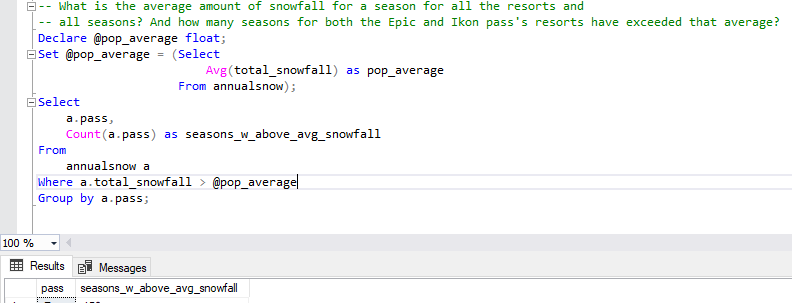 -- What is the average amount of snowfall for a season for all the resorts and
-- all seasons? And how many seasons for both the Epic and Ikon pass's resorts have exceeded that average?
Declare @pop_average float;
Set @pop_average = (Select
Avg(total_snowfall) as pop_average
From annualsnow);
Select
a.pass,
Count(a.pass) as seasons_w_above_avg_snowfall
From
annualsnow a
Where a.total_snowfall > @pop_average
Group by a.pass;
100 %
Results Messages
pass seasons_w_above_avg_snowfall